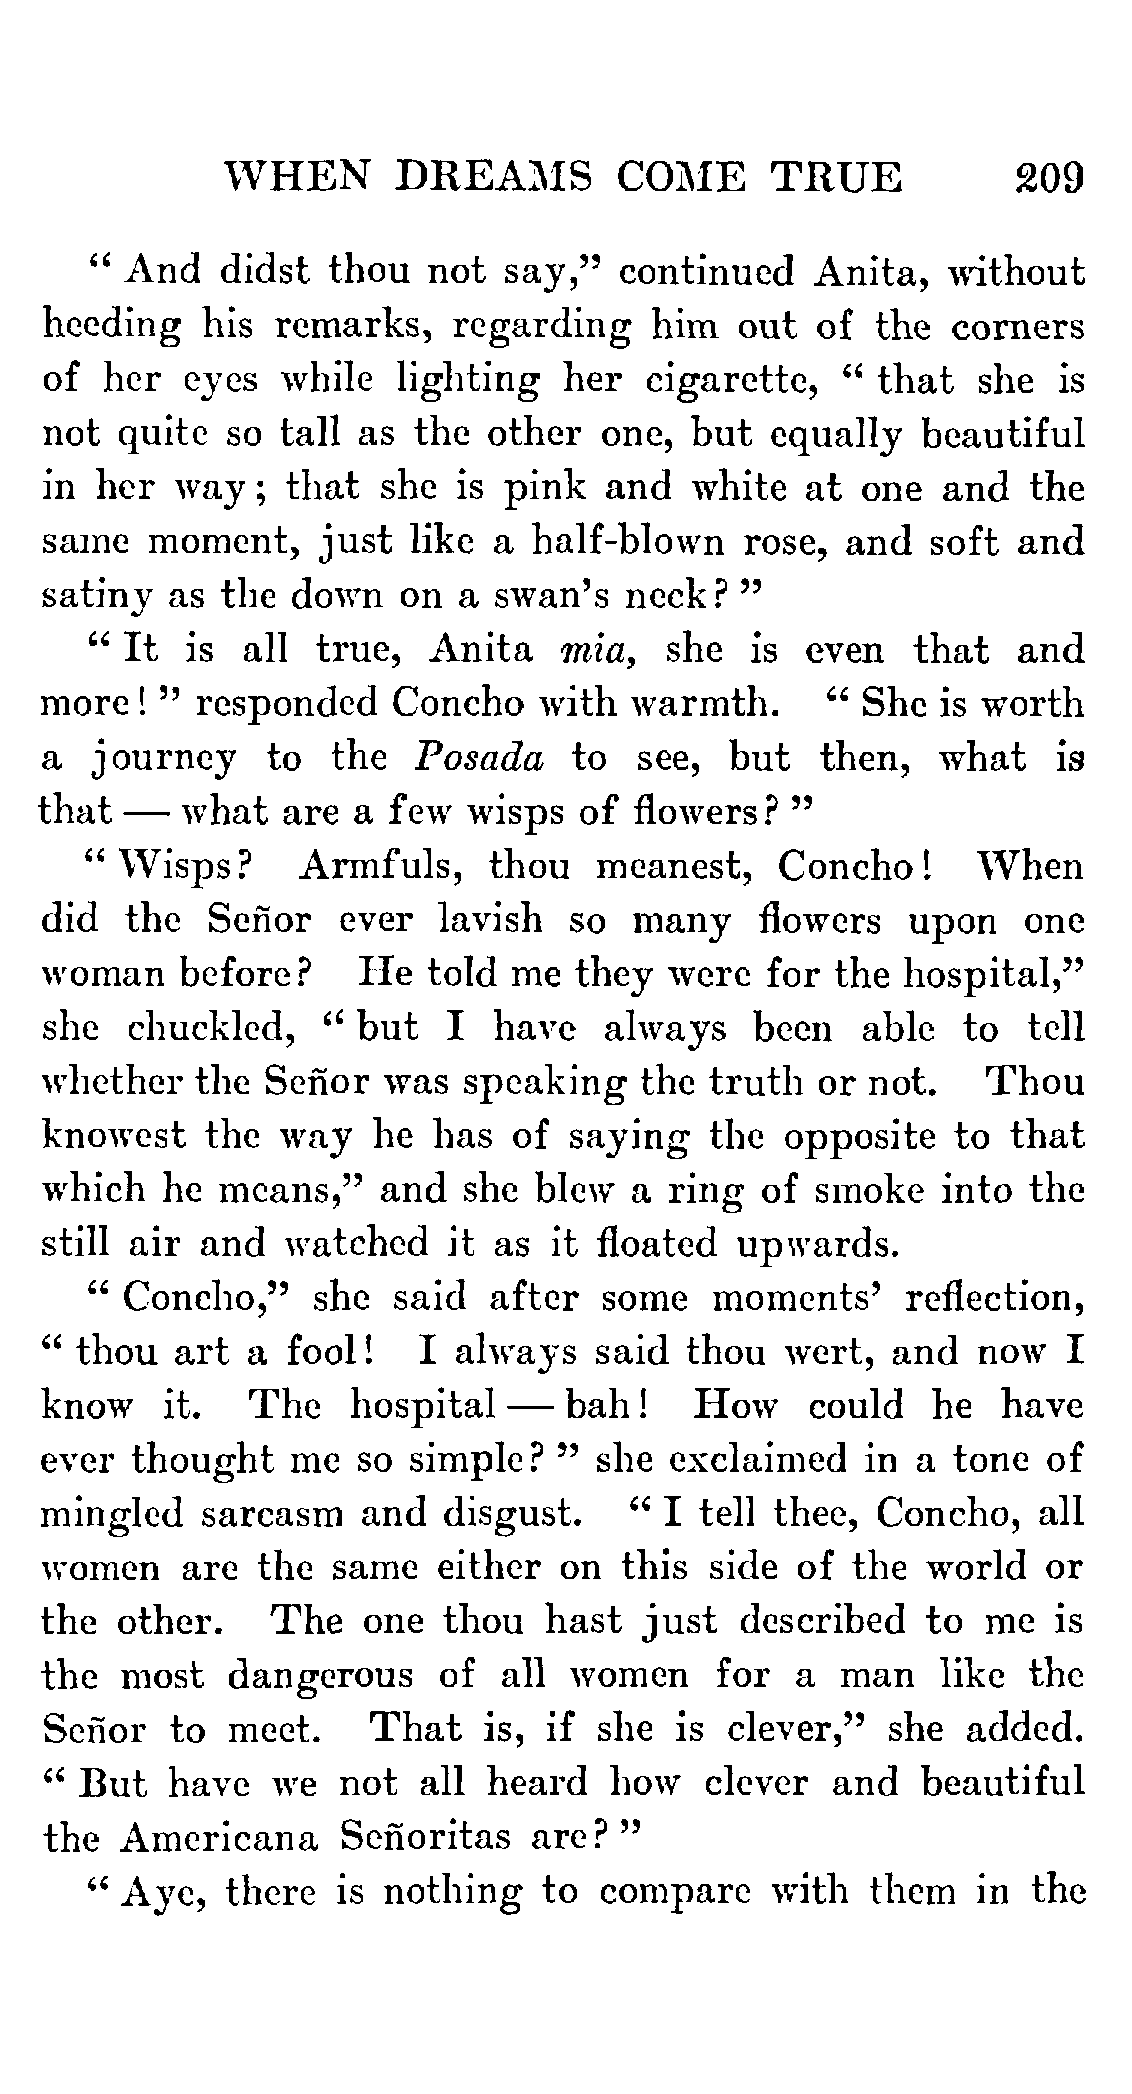 WHEN DREAMS COME TRUE 209
“ And didst thou not say,” continued Anita, without
heeding his remarks, regarding him out of the corners
of her eyes while lighting her cigarette, “ that she is
not quite so tall as the other one, but equally beautiful
in her way ; that she is pink and white at one and the
same moment, just like a half-blown rose, and soft and
satiny as the down on a swan’s neck? ”
“ It is all true, Anita mia, she is even that and
more! ” responded Concho with warmth. “ She is worth
a journey to the Posada to see, but then, what is
that — what are a few wisps of flowers? ”
“ Wisps? Armfuls, thou meanest, Concho! When
did the Señor ever lavish so many flowers upon one
woman before? He told me they were for the hospital,”
she chuckled, “ but I have always been able to tell
whether the Señor was speaking the truth or not. Thou
knowest the way he has of saying the opposite to that
which he means,” and she blew a ring of smoke into the
still air and watched it as it floated upwards.
“ Concho,” she said after some moments’ reflection,
“ thou art a fool! I always said thou wert, and now I
know it. The hospital — bah! How could he have
ever thought me so simple? ” she exclaimed in a tone of
mingled sarcasm and disgust. “ I tell thee, Concho, all
women are the same either on this side of the world or
the other. The one thou hast just described to me is
the most dangerous of all women for a man like the
Señor to meet. That is, if she is clever,” she added.
“ But have we not all heard how clever and beautiful
the Americana Señoritas are? ”
“ Aye, there is nothing to compare with them in the